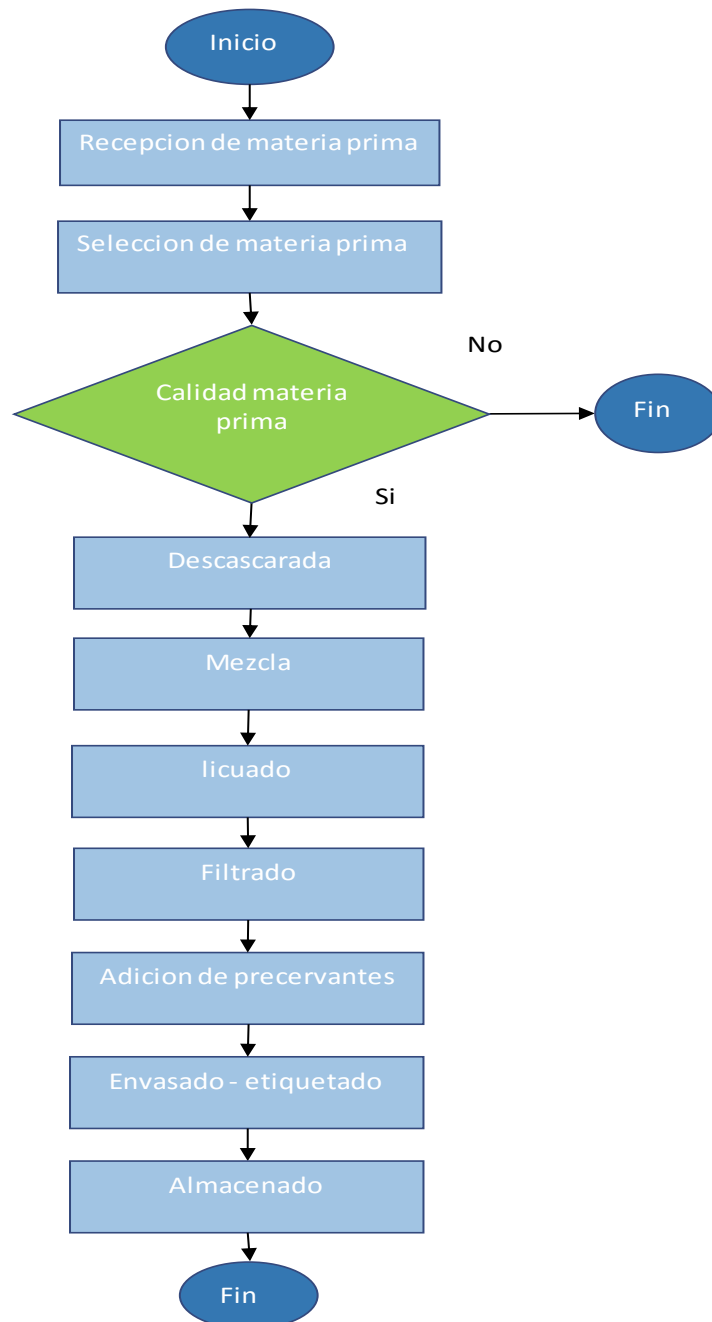 Inicio
Recepcion de materia prima
Seleccion de materia prima
No
Calidad materia
prima
Fin
Si
Descascarada
Mezcla
licuado
Filtrado
Adicion de precervantes
Envasado - etiquetado
Almacenado
Fin